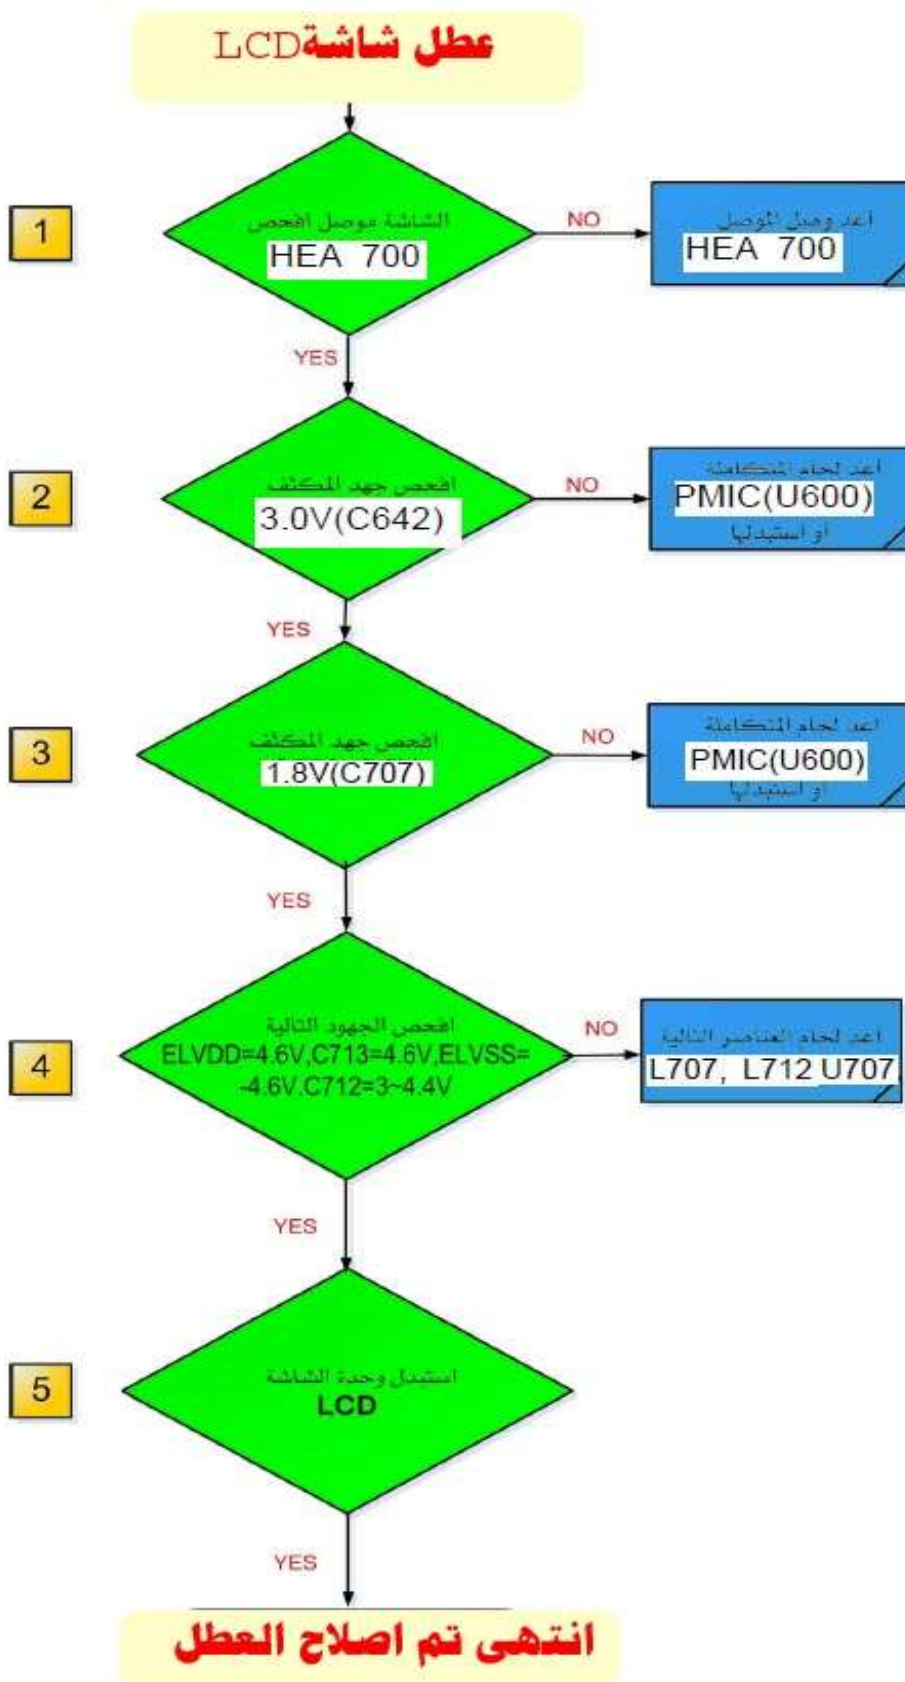 عطل شاشةLCD
1
الشاشة موصل افحص
HEA 700
NO
أعد وصل الموصل
HEA 700
YES
2
افحص جهد المكثف
3.0V(C642)
NO
أعد لحام المتكاملة
PMIC(U600)
او استبدلها
YES
3
افحص جهد المكثف
1.8V(C707)
NO
اعد لحام المتكاملة
PMIC(U600)
او استبدلها
YES
4
افحص الجهود التالية
ELVDD=4.6V,C713=4.6V,ELVSS=
-4.6V.C712=3~4.4V
NO
اعد لحام العناصر التالية
L707, L712 U707
YES
5
استبدل وحدة الشاشة
LCD
YES
انتهى تم اصلاح العطل